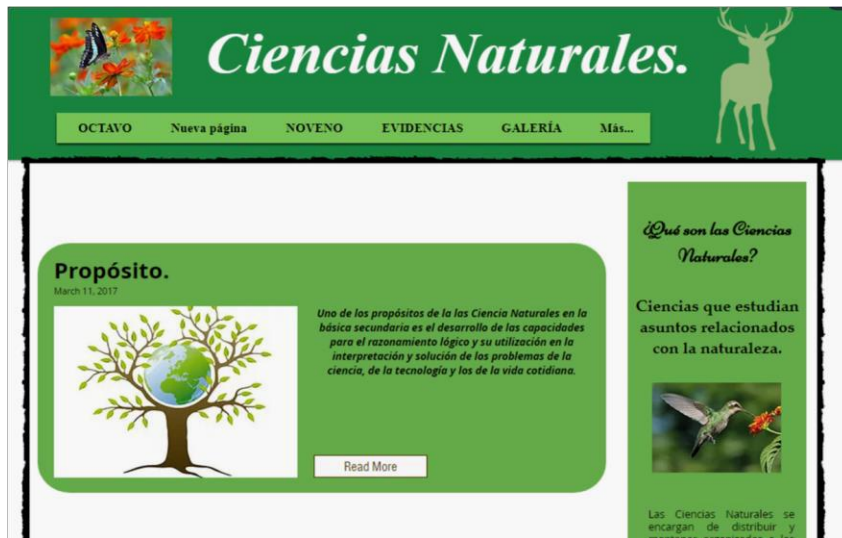 Ciencias Naturales.
OCTAVO Nueva página NOVENO EVIDENCIAS GALERÍA Más...
Propósito.
March 11, 2017
Uno de los propósitos de la las Ciencia Naturales en la
básica secundaria es el desarrollo de las capacidades
para el razonamiento lógico y su utilización en la
interpretación y solución de los problemas de la
ciencia, de la tecnología y los de la vida cotidiana.
Read More
¿Qué son las Ciencias
Naturales?
Ciencias que estudian
asuntos relacionados
con la naturaleza.
Las Ciencias Naturales se
encargan de distribuir y